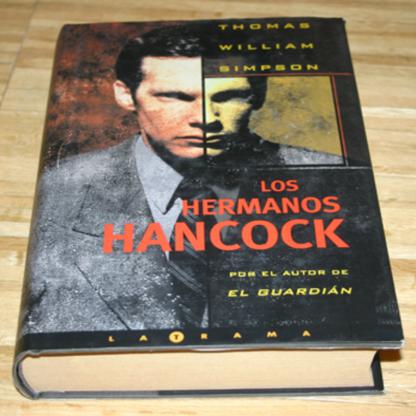 THOMAS
WILLIAM
SIMPSON
LOS
HERMANOS
HANCOCK
POR EL AUTOR DE
EL GUARDIÁN
LA TRAMA